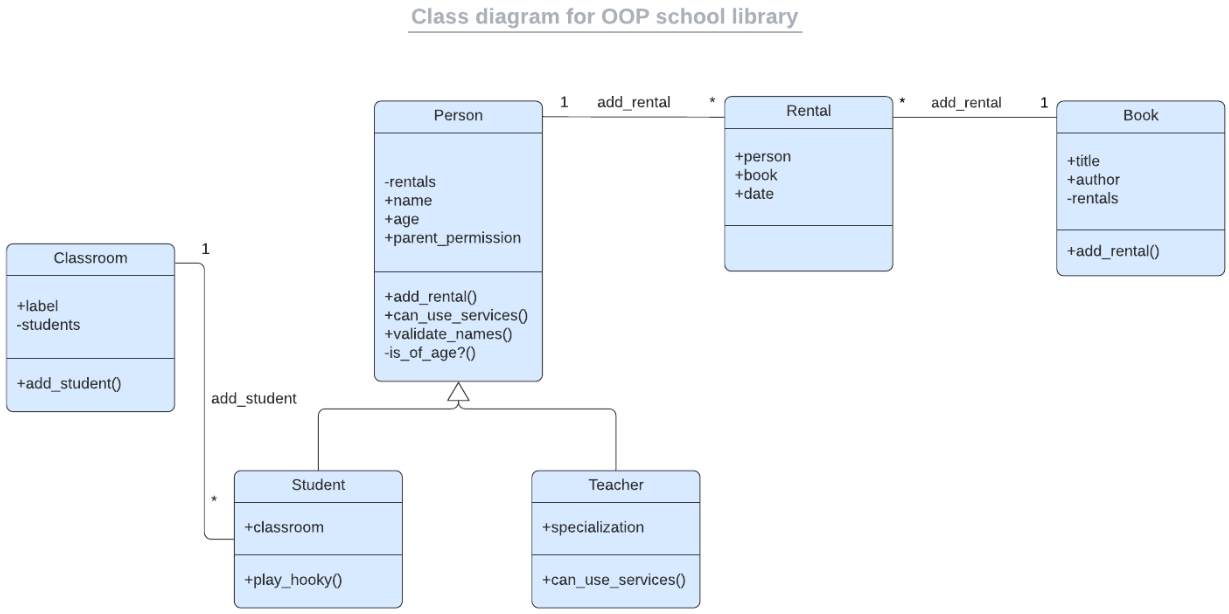 Class diagram for OOP school library
Person
-rentals
+name
+age
+parent_permission
+add_rental()
+can_use_services()
+validate_names()
-is_of_age?()
1 add_rental *
Rental
+person
+book
+date
* add_rental 1
Book
+title
+author
-rentals
+add_rental()
Classroom
+label
-students
+add_student()
1
add_student
*
Student
+classroom
+play_hooky()
Teacher
+specialization
+can_use_services()